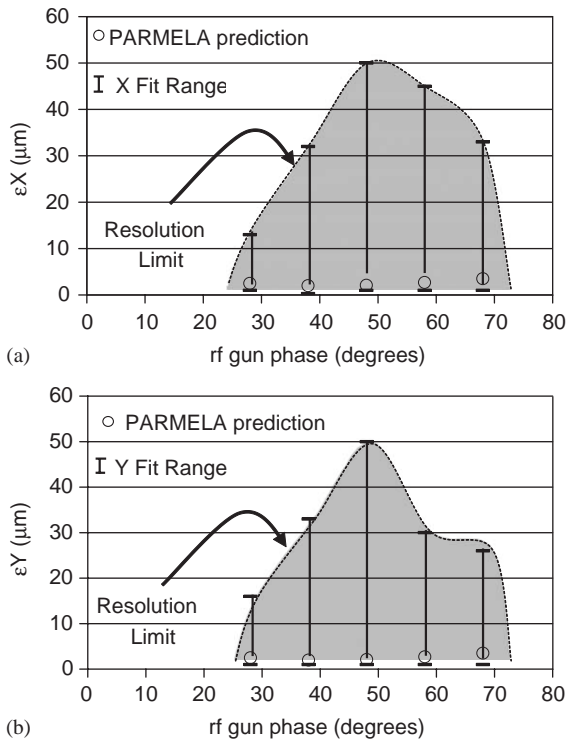 60
50
40
30
20
10
0
εX (μm)
PARMELA prediction
X Fit Range
Resolution
Limit
0 10 20 30 40 50 60 70 80
(a)
rf gun phase (degrees)
60
50
40
30
20
10
0
εY (μm)
PARMELA prediction
Y Fit Range
Resolution
Limit
0 10 20 30 40 50 60 70 80
(b)
rf gun phase (degrees)